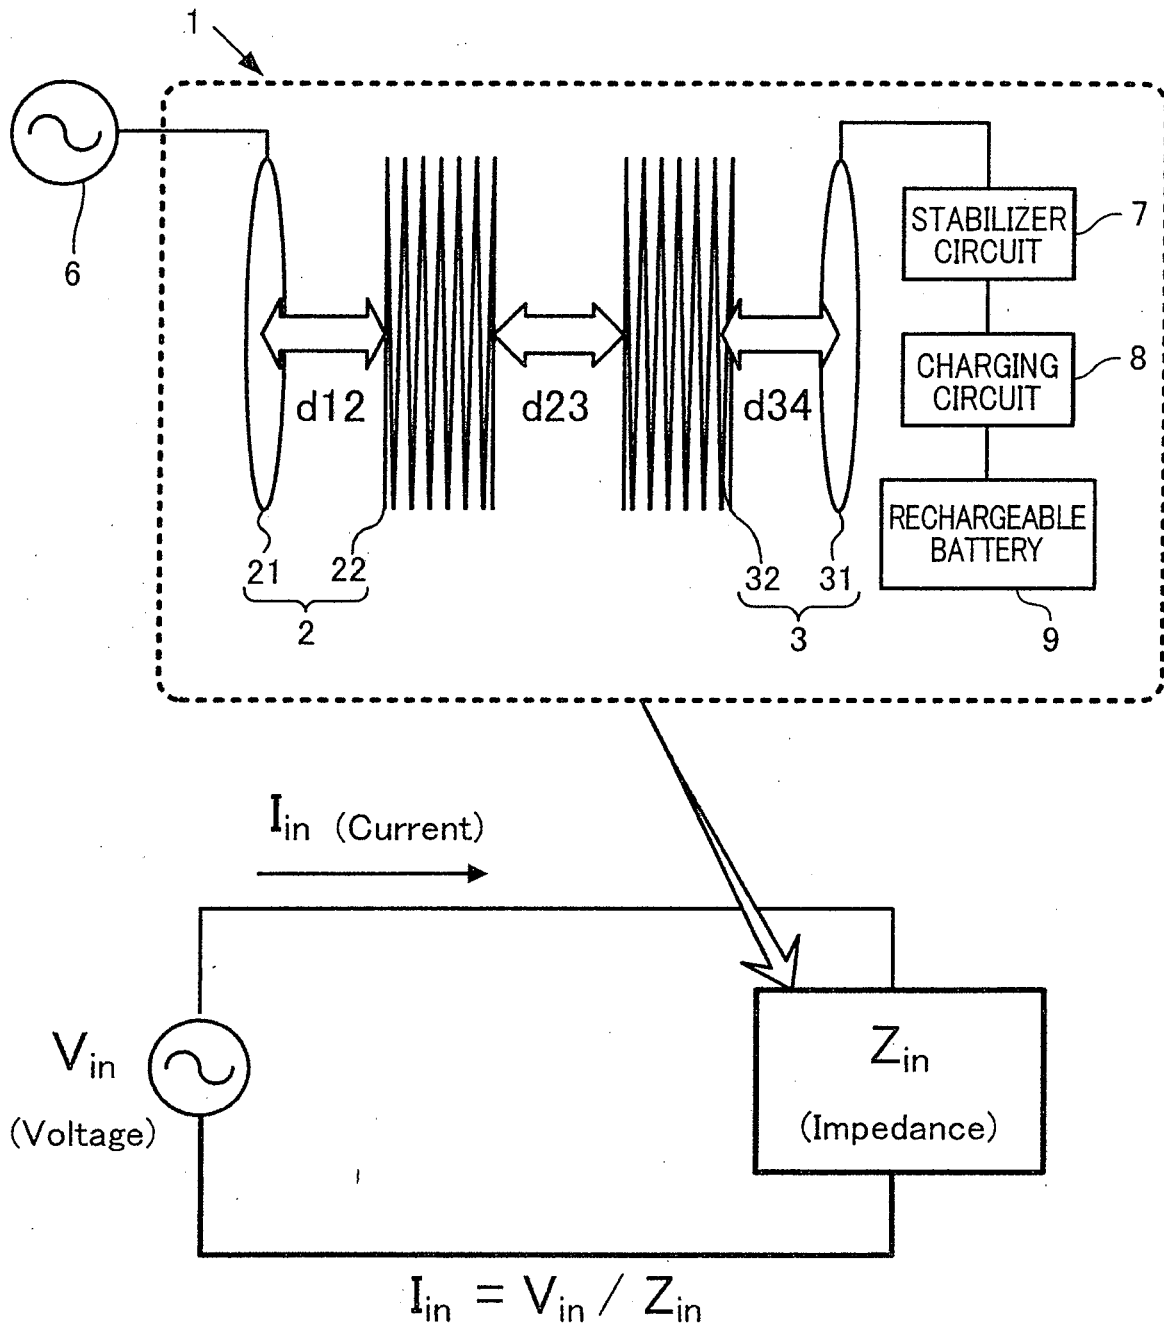 1
6
STABILIZER
CIRCUIT
7
CHARGING
CIRCUIT
8
d12
d23
d34
RECHARGEABLE
BATTERY
9
21
22
32
31
2
3
Iin (Current)
Vin
(Voltage)
Zin
(Impedance)
Iin = Vin / Zin